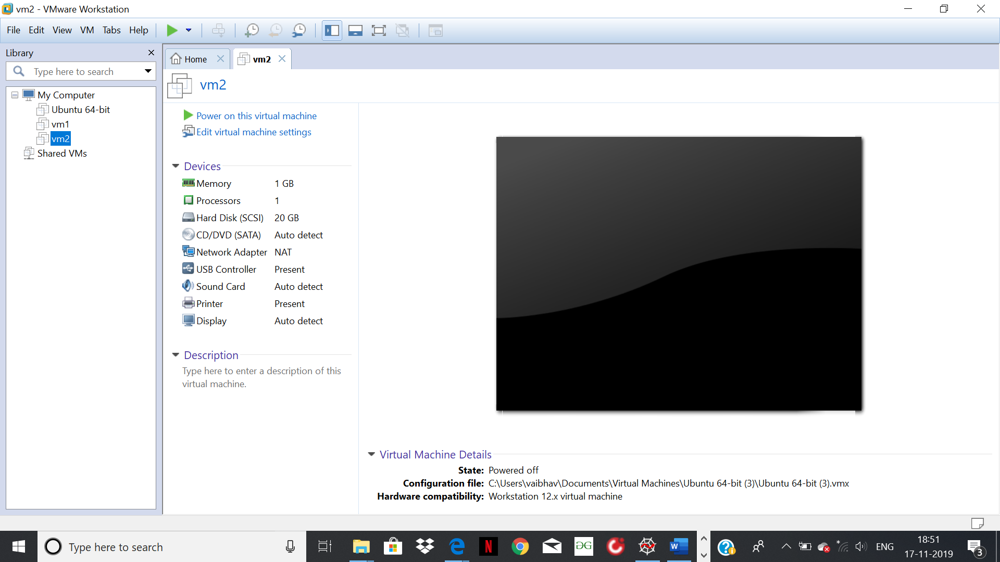 vm2 - VMware Workstation
File Edit View VM Tabs Help
Library
Type here to search
My Computer
Ubuntu 64-bit
vm1
vm2
Shared VMs
Home vm2
vm2
Power on this virtual machine
Edit virtual machine settings
Devices
Memory 1 GB
Processors 1
Hard Disk (SCSI) 20 GB
CD/DVD (SATA) Auto detect
Network Adapter NAT
USB Controller Present
Sound Card Auto detect
Printer Present
Display Auto detect
Description
Type here to enter a description of this
virtual machine.
Virtual Machine Details
State: Powered off
Configuration file: C:\Users\vaibhav\Documents\Virtual Machines\Ubuntu 64-bit (3)\Ubuntu 64-bit (3).vmx
Hardware compatibility: Workstation 12.x virtual machine
Type here to search
ENG
18:51
17-11-2019
3